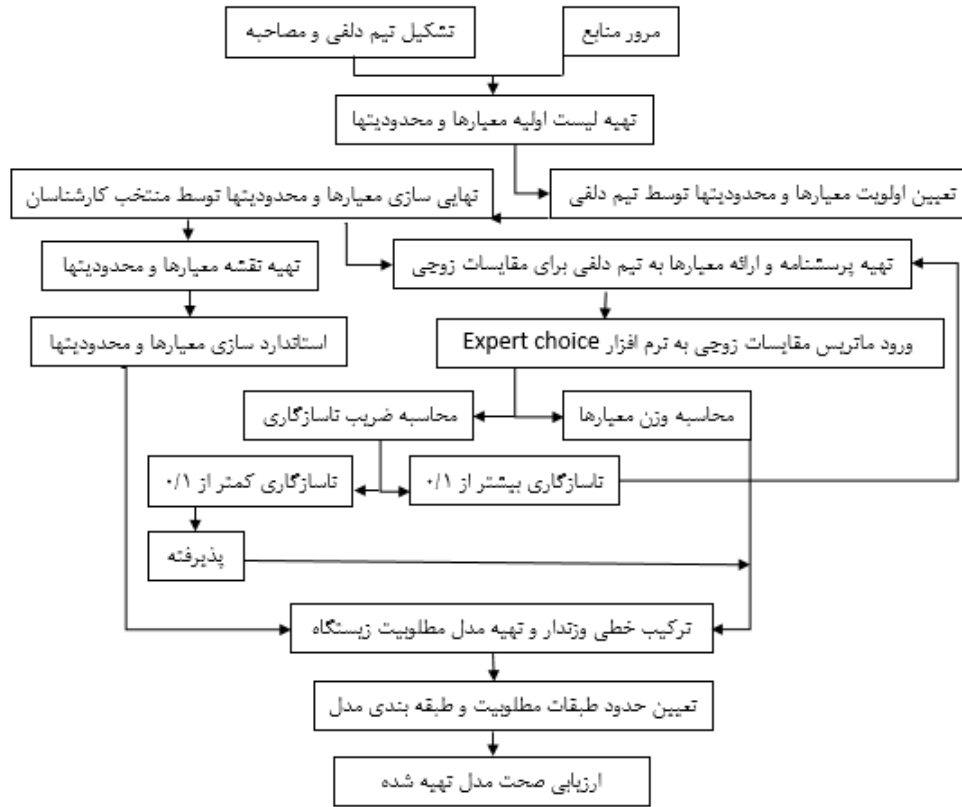 مرور منابع
تشکیل تیم دلفی و مصاحبه
تهیه لیست اولیه معیارها و محدودیتها
تعیین اولویت معیارها و محدودیتها توسط تیم دلفی
نهایی سازی معیارها و محدودیتها توسط منتخب کارشناسان
تهیه پرسشنامه و ارائه معیارها به تیم دلفی برای مقایسات زوجی
تهیه نقشه معیارها و محدودیتها
ورود ماتریس مقایسات زوجی به نرم افزار Expert choice
استاندارد سازی معیارها و محدودیتها
محاسبه وزن معیارها
محاسبه ضریب ناسازگاری
ناسازگاری بیشتر از ۰/۱
ناسازگاری کمتر از ۰/۱
پذیرفته
ترکیب خطی وزندار و تهیه مدل مطلوبیت زیستگاه
تعیین حدود طبقات مطلوبیت و طبقه بندی مدل
ارزیابی صحت مدل تهیه شده